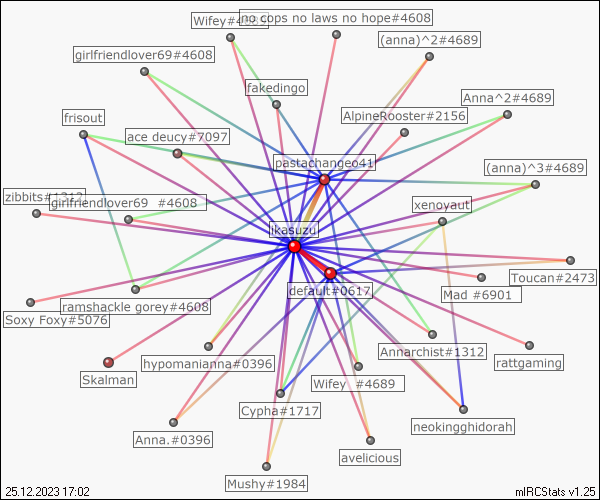 no cops no laws no hope#4608
Wifey#4689
(anna)^2#4689
girlfriendlover69#4608
fakedingo
Anna^2#4689
frisout
AlpineRooster#2156
ace deucy#7097
pastachangeo41
(anna)^3#4689
zibbits#1312
girlfriendlover69 #4608
xenoyaut
ikasuzu
Toucan#2473
default#0617
Mad #6901
ramshackle gorey#4608
Soxy Foxy#5076
Annarchist#1312
hypomanianna#0396
rattgaming
Skalman
Wifey #4689
Cypha#1717
neokingghidorah
Anna.#0396
avelicious
Mushy#1984
25.12.2023 17:02
mIRCStats v1.25